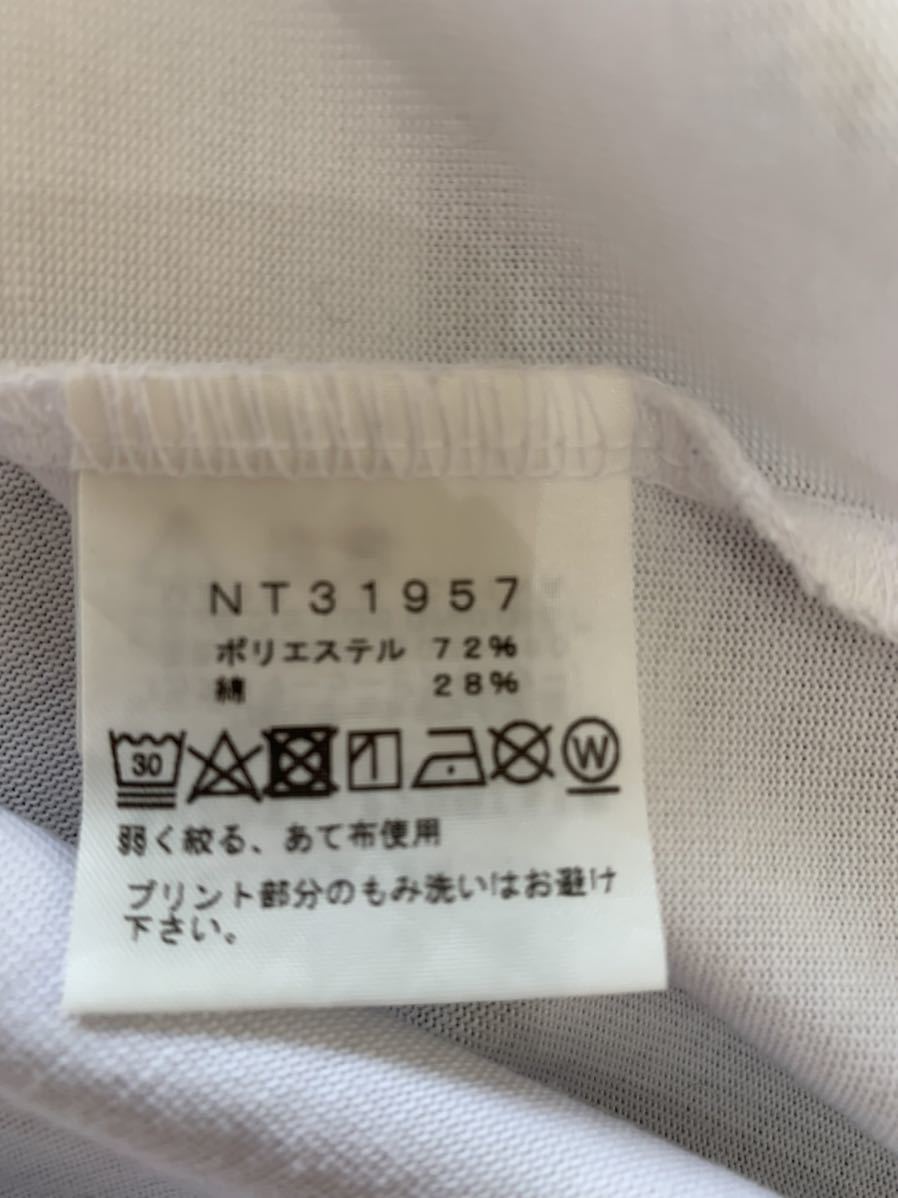 NT31957
ポリエステル 72%
綿 28%
30 W
弱く絞る、あて布使用
プリント部分のもみ洗いはお避け
下さい。